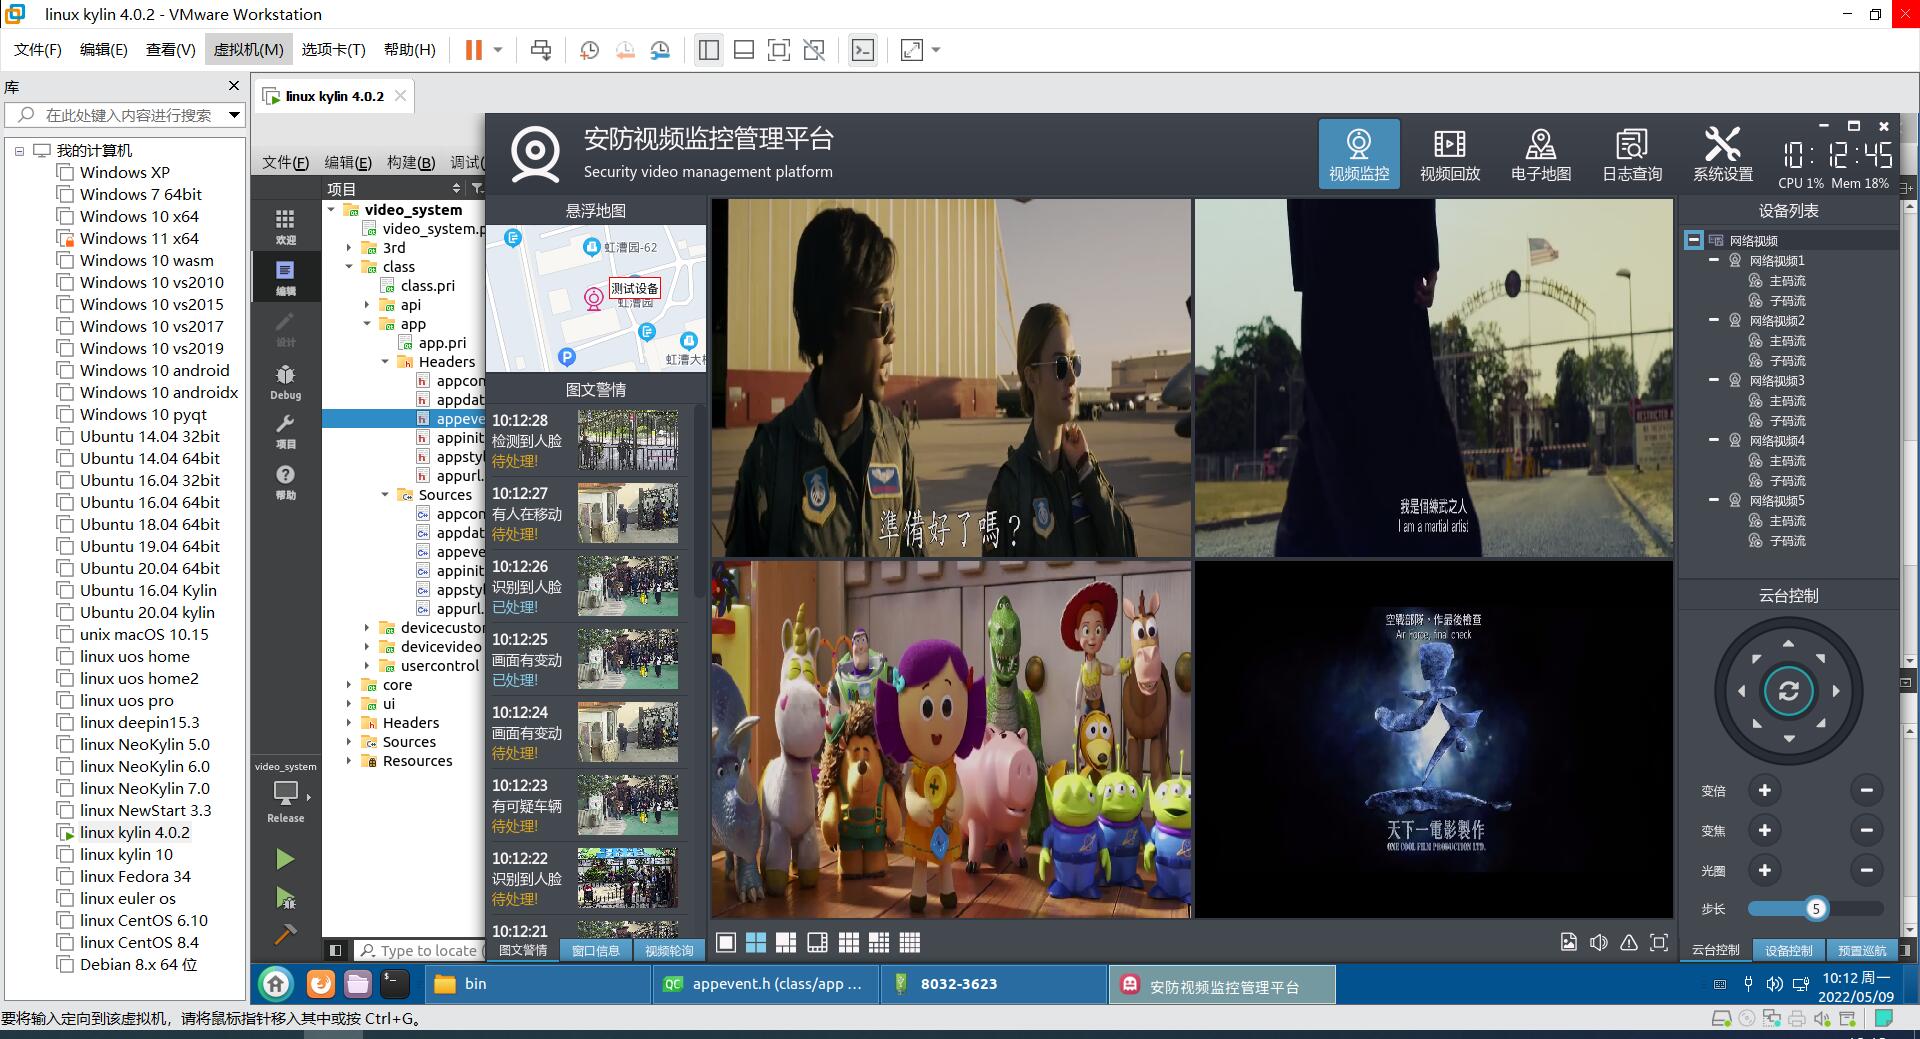 linux kylin 4.0.2 - VMware Workstation
文件(F) 编辑(E) 查看(V) 虚拟机(M) 选项卡(T) 帮助(H)
库
在此处键入内容进行搜索
我的计算机
Windows XP
Windows 7 64bit
Windows 10 x64
Windows 11 x64
Windows 10 wasm
Windows 10 vs2010
Windows 10 vs2015
Windows 10 vs2017
Windows 10 vs2019
Windows 10 android
Windows 10 androidx
Windows 10 pyqt
Ubuntu 14.04 32bit
Ubuntu 14.04 64bit
Ubuntu 16.04 32bit
Ubuntu 16.04 64bit
Ubuntu 18.04 64bit
Ubuntu 19.04 64bit
Ubuntu 20.04 64bit
Ubuntu 16.04 Kylin
Ubuntu 20.04 kylin
unix macOS 10.15
linux uos home
linux uos home2
linux uos pro
linux deepin15.3
linux NeoKylin 5.0
linux NeoKylin 6.0
linux NeoKylin 7.0
linux NewStart 3.3
linux kylin 4.0.2
linux kylin 10
linux Fedora 34
linux euler os
linux CentOS 6.10
linux CentOS 8.4
Debian 8.x 64 位
linux kylin 4.0.2
文件(F) 编辑(E) 构建(B) 调试(
欢迎
编辑
设计
Debug
项目
帮助
video_system
Release
项目
video_system
video_system.p
3rd
class
class.pri
api
app
app.pri
Headers
appcon
appdat
appeve
appinit
appsty
appurl.
Sources
appcon
appdat
appeve
appinit
appsty
appurl.
devicecustom
devicevideo
usercontrol
core
ui
Headers
Sources
Resources
Type to locate (
安防视频监控管理平台
Security video management platform
视频监控
视频回放
电子地图
日志查询
系统设置
10:12:45
CPU 1% Mem 18%
悬浮地图
虹漕园-62
测试设备
虹漕园
虹漕大
P
图文警情
10:12:28
检测到人脸
待处理!
10:12:27
有人在移动
待处理!
10:12:26
识别到人脸
已处理!
10:12:25
画面有变动
已处理!
10:12:24
画面有变动
待处理!
10:12:23
有可疑车辆
待处理!
10:12:22
识别到人脸
待处理!
10:12:21
图文警情 窗口信息 视频轮询
準備好了嗎？
我是個練武之人
I am a martial artist
空戰部隊、作最後檢查
Air Force, final check
天下一電影製作
ONE COOL FILM PRODUCTION LTD.
设备列表
网络视频
网络视频1
主码流
子码流
网络视频2
主码流
子码流
网络视频3
主码流
子码流
网络视频4
主码流
子码流
网络视频5
主码流
子码流
云台控制
变倍
变焦
光圈
步长 5
云台控制 设备控制 预置巡航
bin
appevent.h (class/app ...
8032-3623
安防视频监控管理平台
10:12 周一
2022/05/09
要将输入定向到该虚拟机，请将鼠标指针移入其中或按 Ctrl+G。